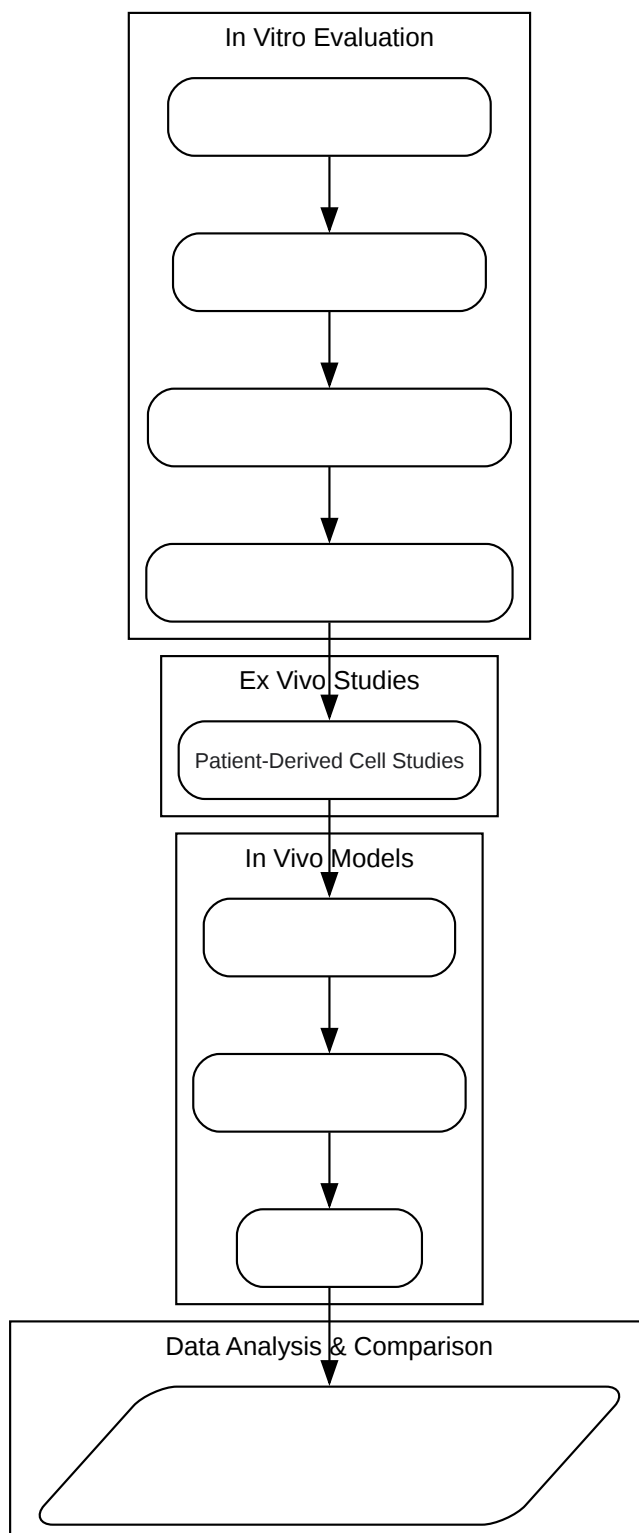 In Vitro Evaluation
Ex Vivo Studies
Patient-Derived Cell Studies
In Vivo Models
Data Analysis & Comparison